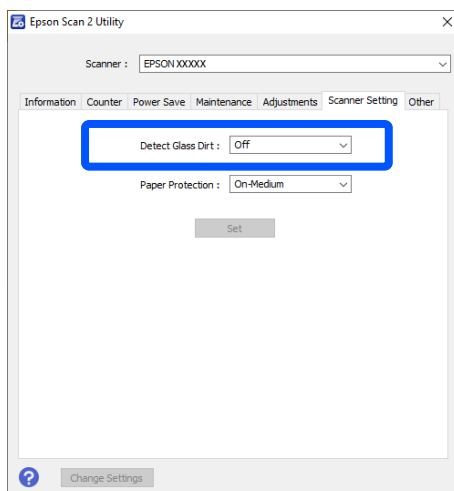 Epson Scan 2 Utility
Scanner : EPSON XXXXX
Information Counter Power Save Maintenance Adjustments Scanner Setting Other
Detect Glass Dirt : Off
Paper Protection : On-Medium
Set
? Change Settings